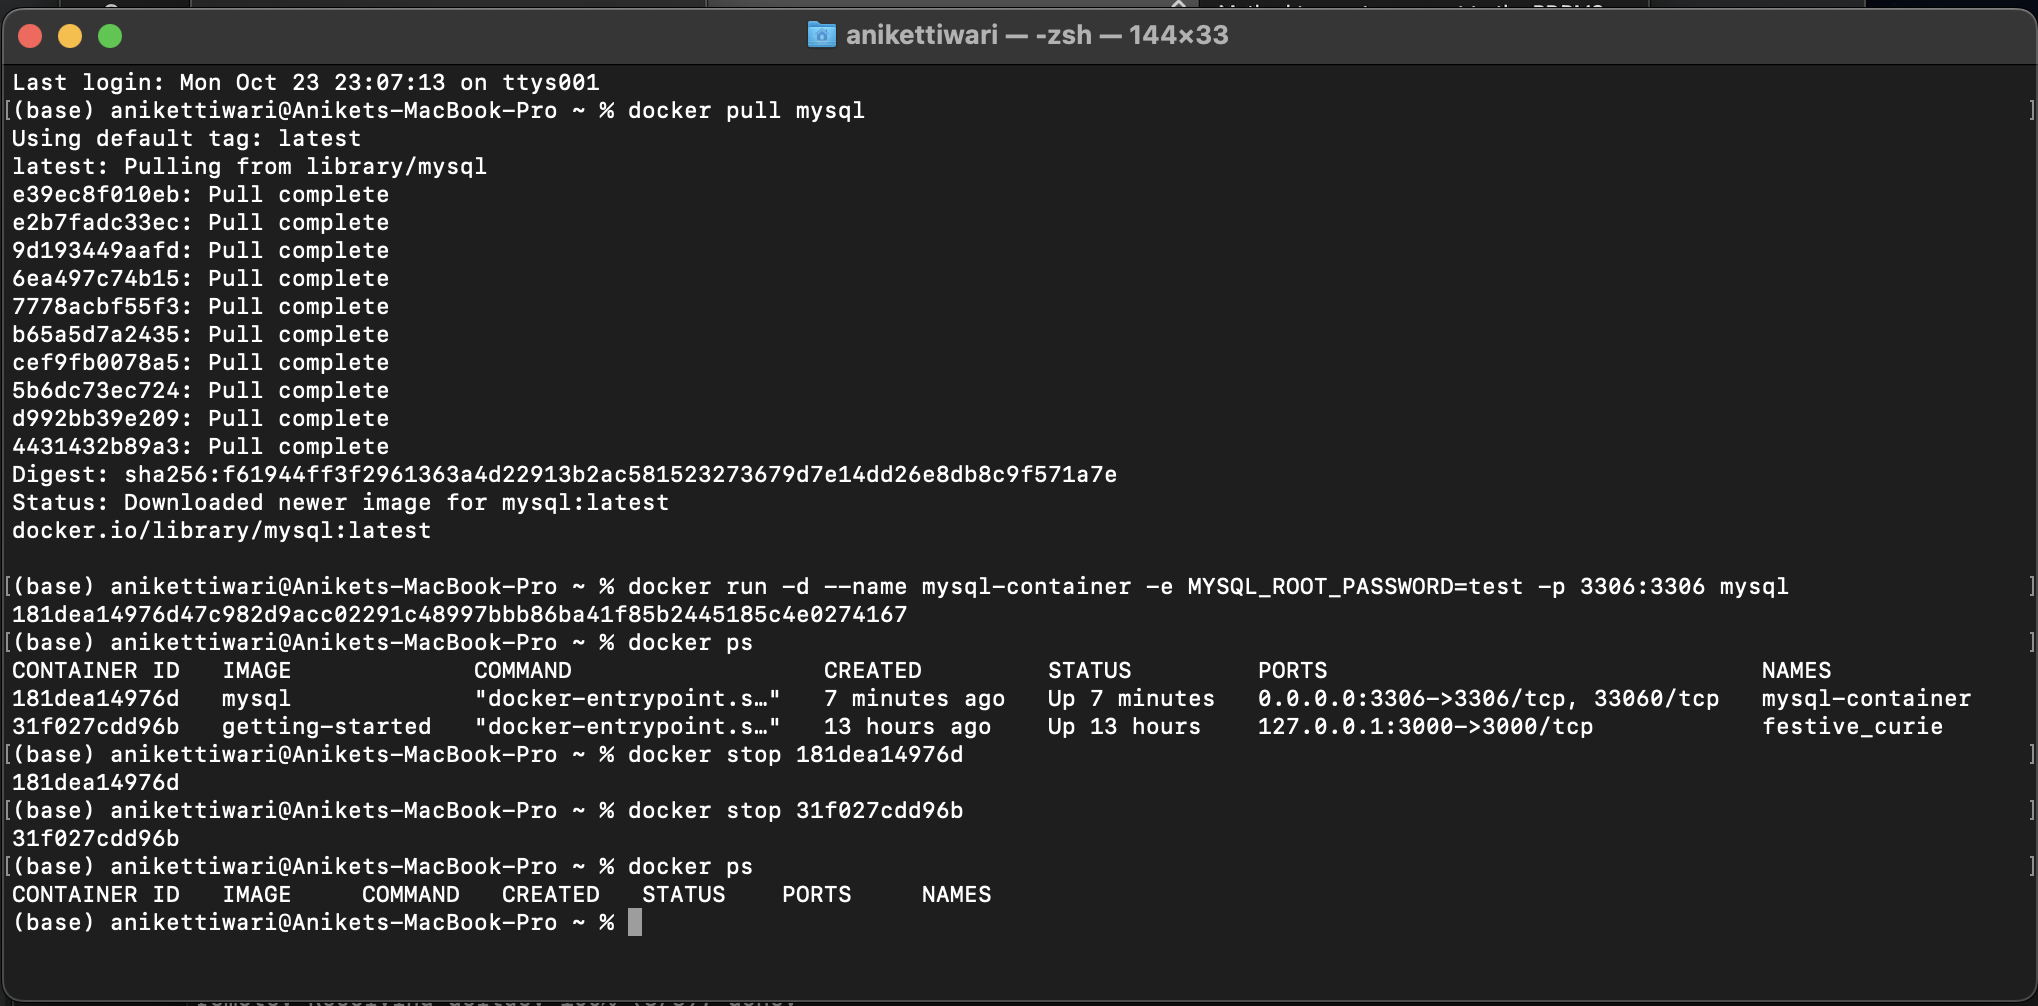 anikettiwari — -zsh — 144×33
Last login: Mon Oct 23 23:07:13 on ttys001
[(base) anikettiwari@Anikets-MacBook-Pro ~ % docker pull mysql ]
Using default tag: latest
latest: Pulling from library/mysql
e39ec8f010eb: Pull complete
e2b7fadc33ec: Pull complete
9d193449aafd: Pull complete
6ea497c74b15: Pull complete
7778acbf55f3: Pull complete
b65a5d7a2435: Pull complete
cef9fb0078a5: Pull complete
5b6dc73ec724: Pull complete
d992bb39e209: Pull complete
4431432b89a3: Pull complete
Digest: sha256:f61944ff3f2961363a4d22913b2ac581523273679d7e14dd26e8db8c9f571a7e
Status: Downloaded newer image for mysql:latest
docker.io/library/mysql:latest
[(base) anikettiwari@Anikets-MacBook-Pro ~ % docker run -d --name mysql-container -e MYSQL_ROOT_PASSWORD=test -p 3306:3306 mysql ]
181dea14976d47c982d9acc02291c48997bbb86ba41f85b2445185c4e0274167
[(base) anikettiwari@Anikets-MacBook-Pro ~ % docker ps ]
CONTAINER ID   IMAGE             COMMAND                  CREATED         STATUS         PORTS                               NAMES
181dea14976d   mysql             "docker-entrypoint.s…"   7 minutes ago   Up 7 minutes   0.0.0.0:3306->3306/tcp, 33060/tcp   mysql-container
31f027cdd96b   getting-started   "docker-entrypoint.s…"   13 hours ago    Up 13 hours    127.0.0.1:3000->3000/tcp            festive_curie
[(base) anikettiwari@Anikets-MacBook-Pro ~ % docker stop 181dea14976d ]
181dea14976d
[(base) anikettiwari@Anikets-MacBook-Pro ~ % docker stop 31f027cdd96b ]
31f027cdd96b
[(base) anikettiwari@Anikets-MacBook-Pro ~ % docker ps ]
CONTAINER ID   IMAGE     COMMAND   CREATED   STATUS    PORTS     NAMES
(base) anikettiwari@Anikets-MacBook-Pro ~ %